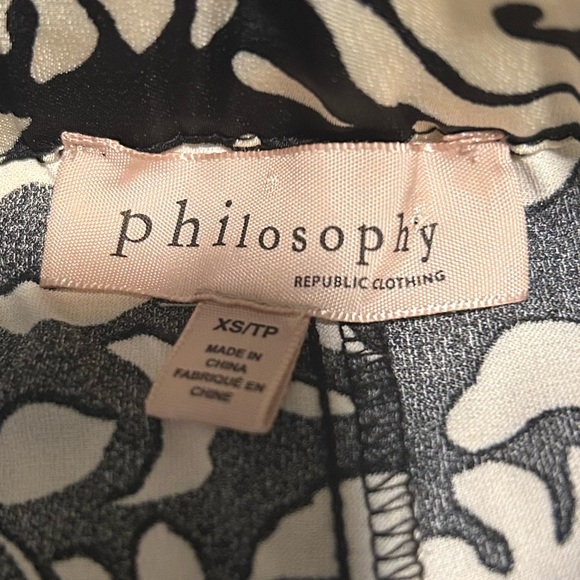 philosophy
REPUBLIC CLOTHING
XS/TP
MADE IN
CHINA
FABRIQUÉ EN
CHINE